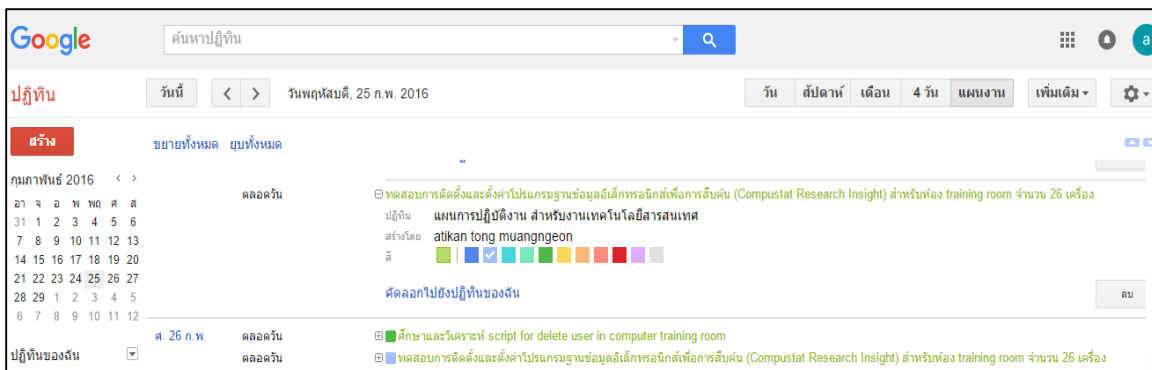 Google
ค้นหาปฏิทิน
a
ปฏิทิน
วันนี้
วันพฤหัสบดี, 25 ก.พ. 2016
วัน สัปดาห์ เดือน 4 วัน แผนงาน เพิ่มเติม
สร้าง
ขยายทั้งหมด ยุบทั้งหมด
กุมภาพันธ์ 2016
อา จ อ พ พฤ ศ ส
31 1 2 3 4 5 6
7 8 9 10 11 12 13
14 15 16 17 18 19 20
21 22 23 24 25 26 27
28 29 1 2 3 4 5
6 7 8 9 10 11 12
ปฏิทินของฉัน
ตลอดวัน ทดสอบการติดตั้งและตั้งค่าโปรแกรมฐานข้อมูลอิเล็กทรอนิกส์เพื่อการสืบค้น (Compustat Research Insight) สำหรับห้อง training room จำนวน 26 เครื่อง
ปฏิทิน แผนการปฏิบัติงาน สำหรับงานเทคโนโลยีสารสนเทศ
สร้างโดย atikan tong muangngeon
สี
คัดลอกไปยังปฏิทินของฉัน
ลบ
ศ. 26 ก.พ. ตลอดวัน ศึกษาและวิเคราะห์ script for delete user in computer training room
ตลอดวัน ทดสอบการติดตั้งและตั้งค่าโปรแกรมฐานข้อมูลอิเล็กทรอนิกส์เพื่อการสืบค้น (Compustat Research Insight) สำหรับห้อง training room จำนวน 26 เครื่อง